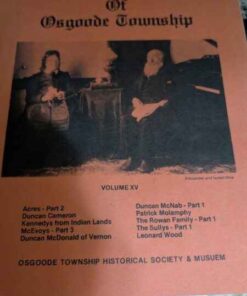 Of
Osgoode Township
VOLUME XV
Acres - Part 2
Duncan Cameron
Kennedys from Indian Lands
McEvoys - Part 3
Duncan McDonald of Vernon
Duncan McNab - Part 1
Patrick Molamphy
The Rowan Family - Part 1
The Sullys - Part 1
Leonard Wood
OSGOODE TOWNSHIP HISTORICAL SOCIETY & MUSUEM